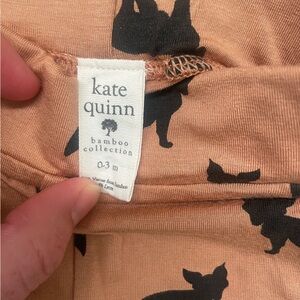 kate
quinn
bamboo
collection
0-3 m